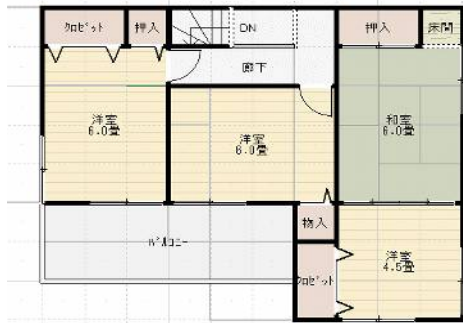 クロゼット
押入
DN
押入
床間
廊下
洋室
6.0畳
洋室
6.0畳
和室
6.0畳
物入
バルコニー
クロゼット
洋室
4.5畳